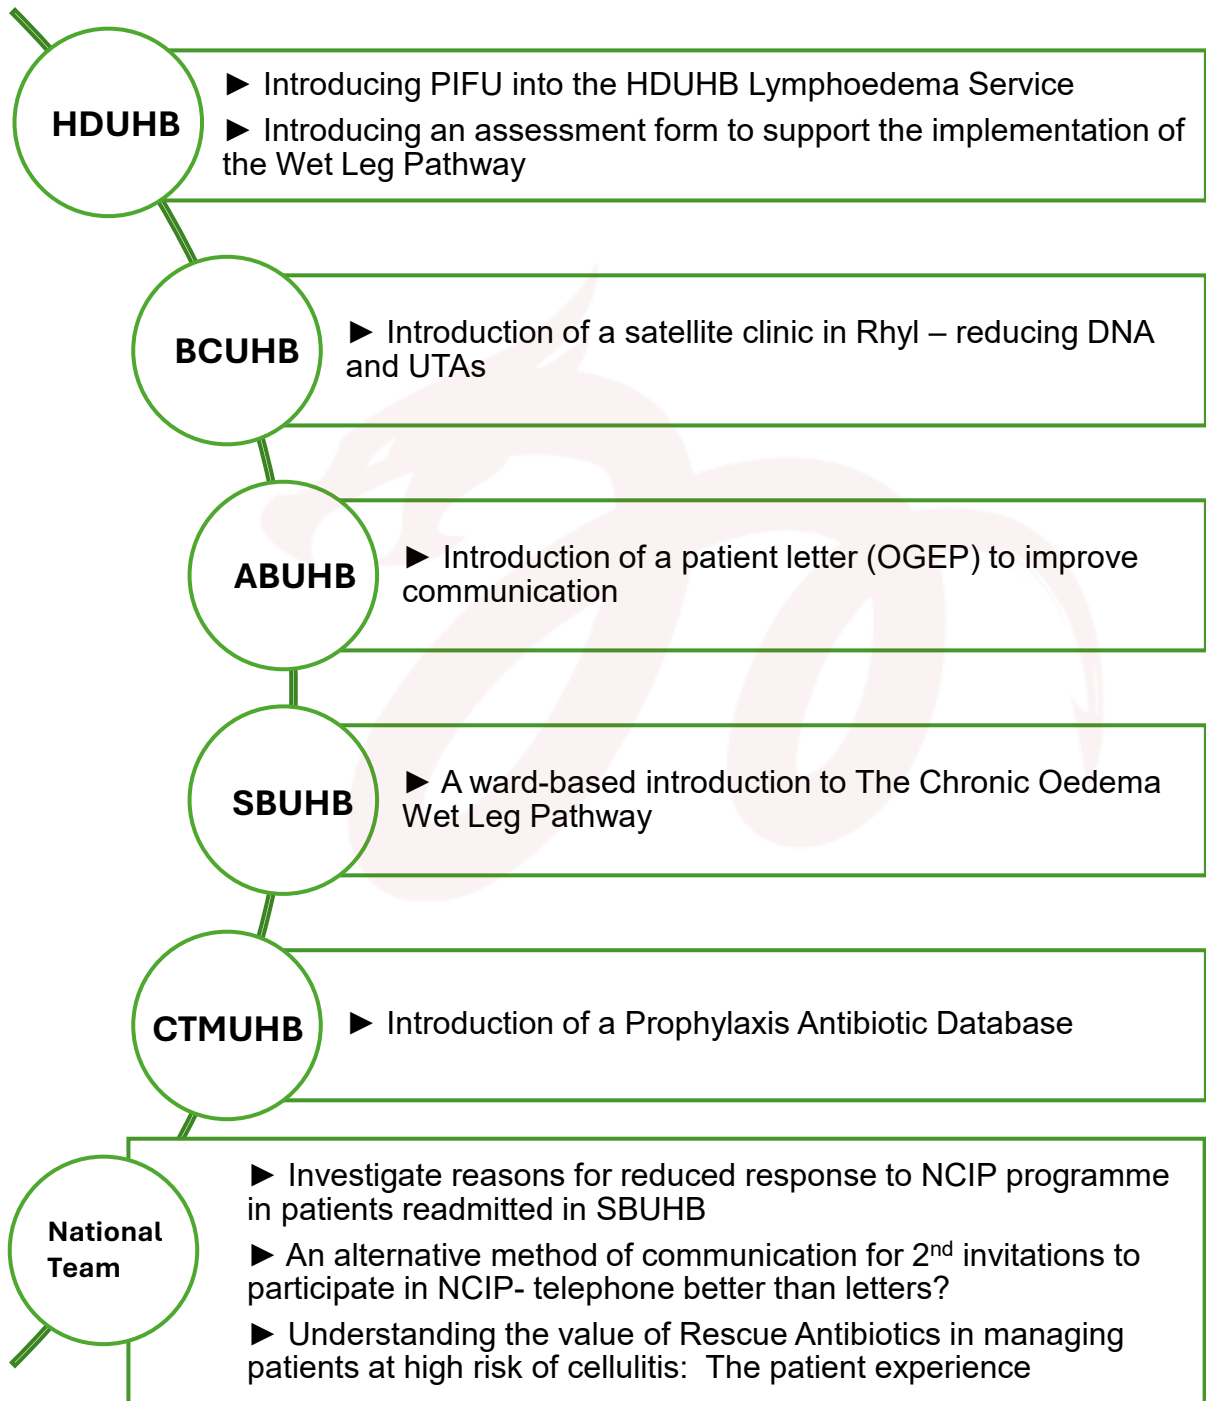 HDUHB
► Introducing PIFU into the HDUHB Lymphoedema Service
► Introducing an assessment form to support the implementation of
the Wet Leg Pathway
BCUHB
► Introduction of a satellite clinic in Rhyl – reducing DNA
and UTAs
ABUHB
► Introduction of a patient letter (OGEP) to improve
communication
SBUHB
► A ward-based introduction to The Chronic Oedema
Wet Leg Pathway
CTMUHB
► Introduction of a Prophylaxis Antibiotic Database
National
Team
► Investigate reasons for reduced response to NCIP programme
in patients readmitted in SBUHB
► An alternative method of communication for 2nd invitations to
participate in NCIP- telephone better than letters?
► Understanding the value of Rescue Antibiotics in managing
patients at high risk of cellulitis:  The patient experience